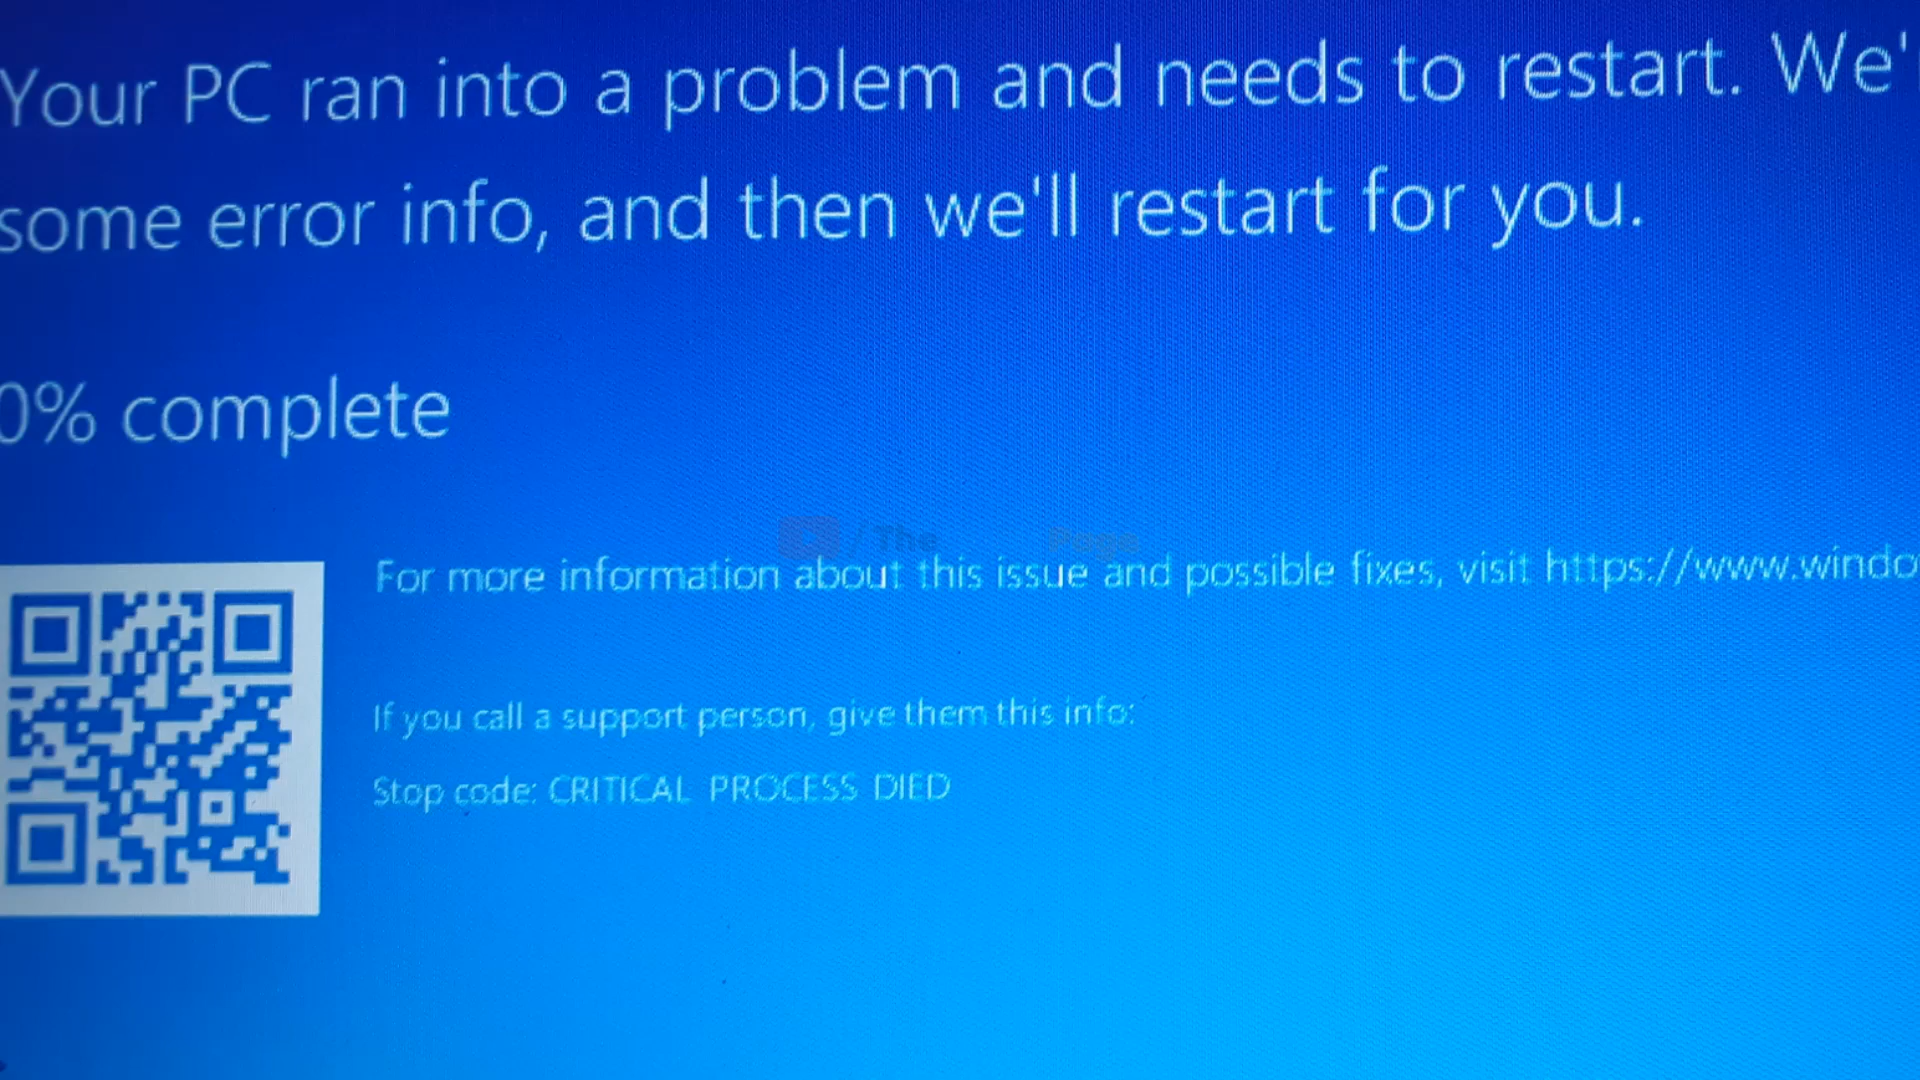 Your PC ran into a problem and needs to restart. We'
some error info, and then we'll restart for you.
0% complete
/ The Page
For more information about this issue and possible fixes, visit https://www.windo
If you call a support person, give them this info:
Stop code: CRITICAL PROCESS DIED